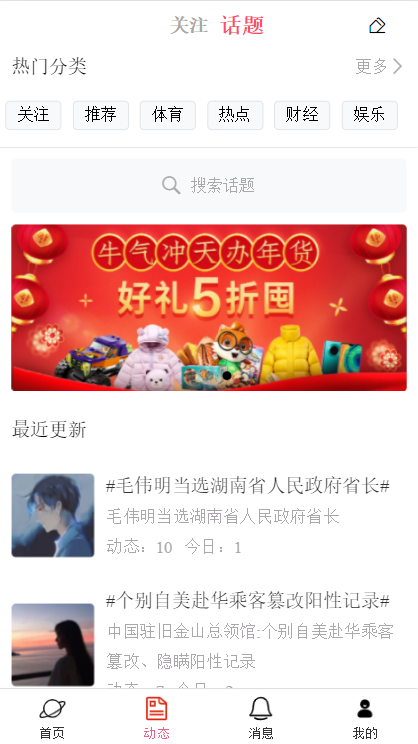 关注 话题
热门分类 更多
关注 推荐 体育 热点 财经 娱乐
搜索话题
牛气冲天办年货
好礼5折囤
最近更新
#毛伟明当选湖南省人民政府省长#
毛伟明当选湖南省人民政府省长
动态：10 今日：1
#个别自美赴华乘客篡改阳性记录#
中国驻旧金山总领馆:个别自美赴华乘客
篡改、隐瞒阳性记录
首页 动态 消息 我的